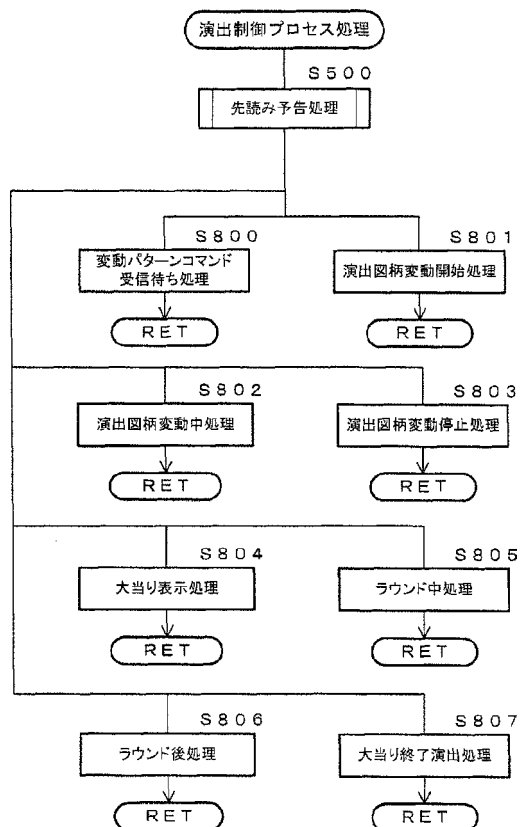 演出制御プロセス処理
S500
先読み予告処理
S800
変動パターンコマンド
受信待ち処理
RET
S801
演出図柄変動開始処理
RET
S802
演出図柄変動中処理
RET
S803
演出図柄変動停止処理
RET
S804
大当り表示処理
RET
S805
ラウンド中処理
RET
S806
ラウンド後処理
RET
S807
大当り終了演出処理
RET